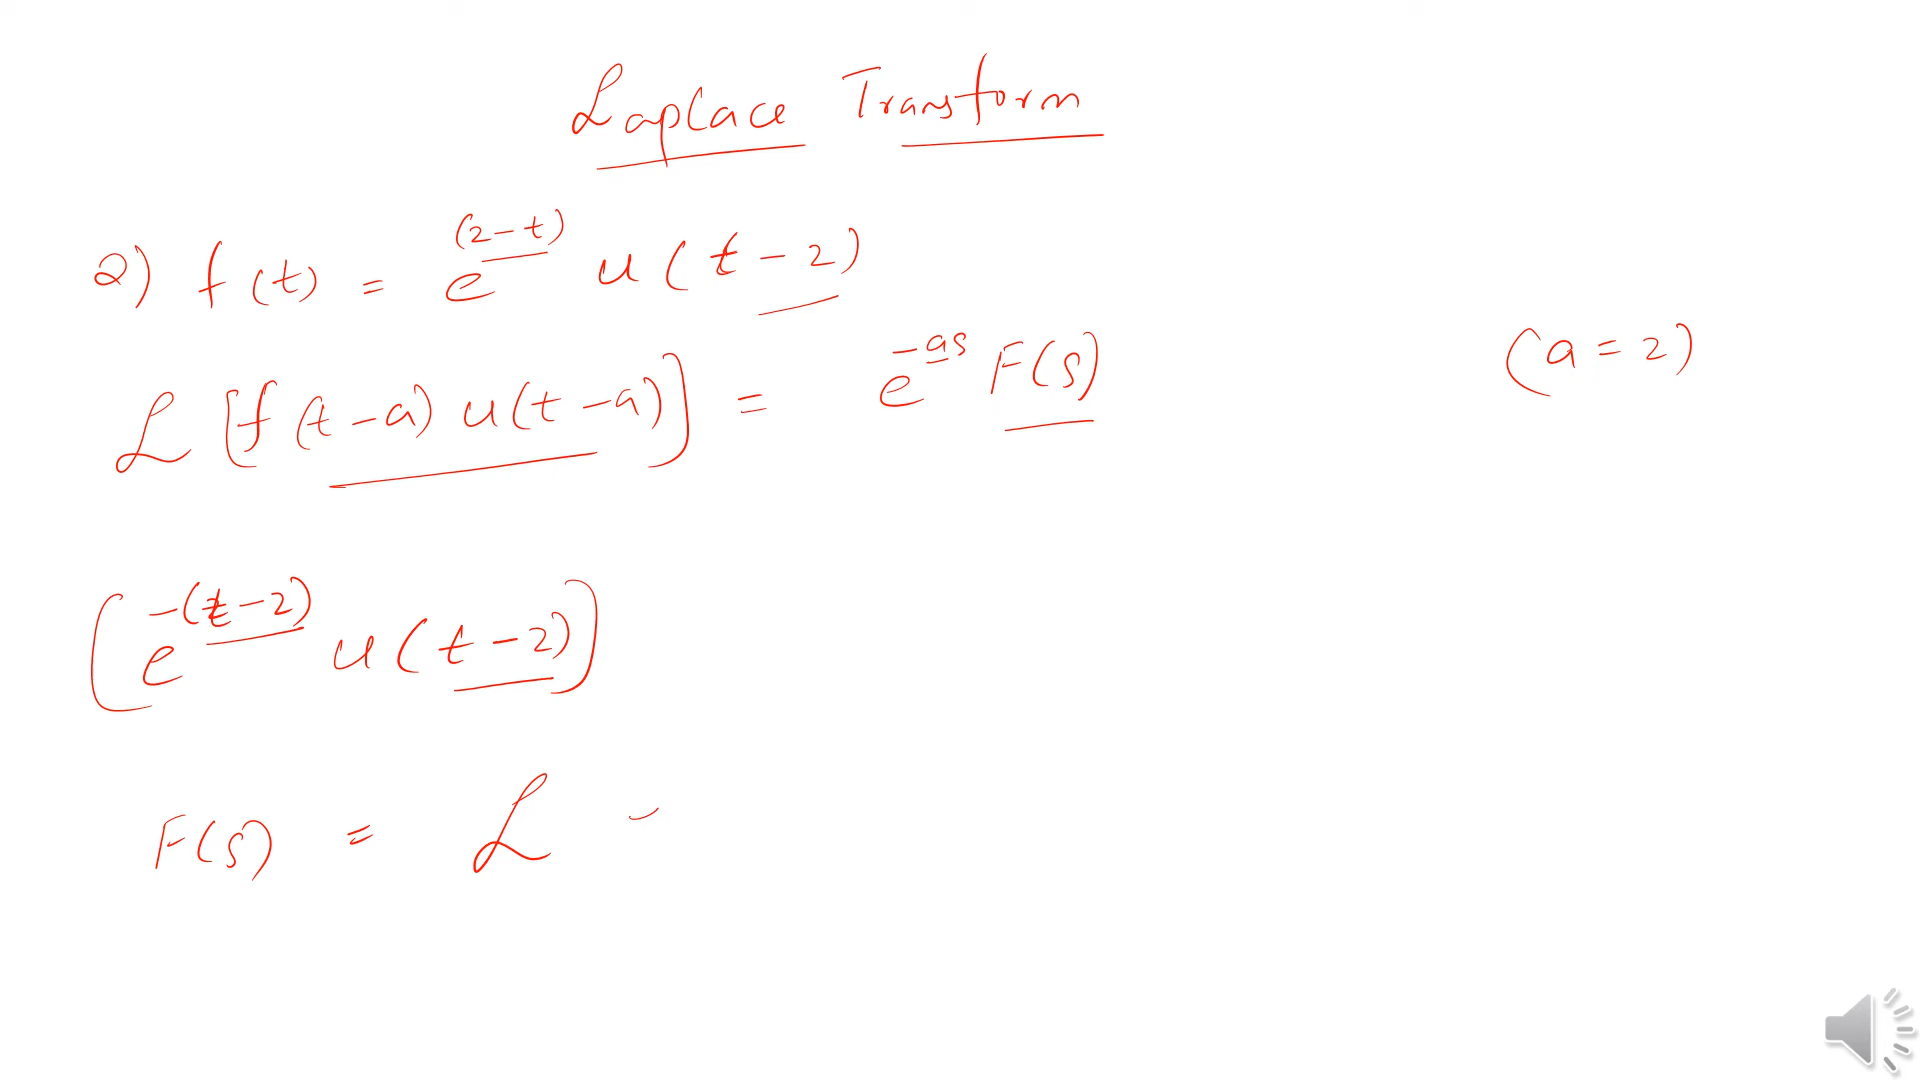 Laplace Transform
2) f(t) = e^(2-t) u(t-2)
ℒ[f(t-a) u(t-a)] = e^-as F(s) (a=2)
[e^-(t-2) u(t-2)]
F(s) = ℒ